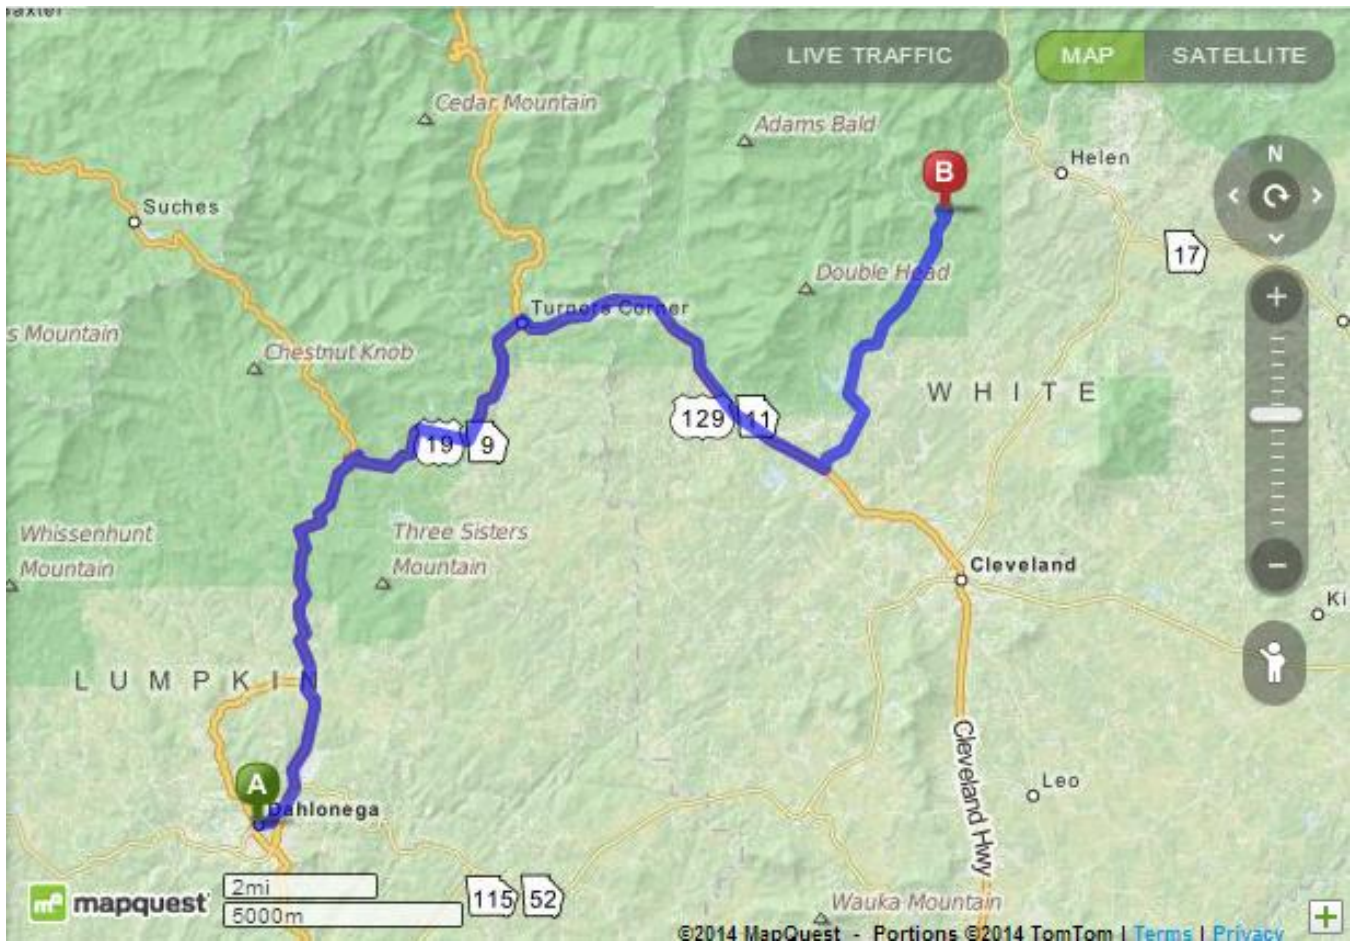 LIVE TRAFFIC
MAP
SATELLITE
Cedar Mountain
Adams Bald
N
Helen
B
Suches
17
Double Head
Turners Corner
s Mountain
Chestnut Knob
WHITE
129
11
19
9
Whissenhunt
Mountain
Three Sisters
Mountain
Cleveland
Ki
LUMPKIN
A
Dahlonega
Cleveland Hwy
Leo
2mi
5000m
mapquest
115
52
Wauka Mountain
©2014 MapQuest - Portions ©2014 TomTom | Terms | Privacy